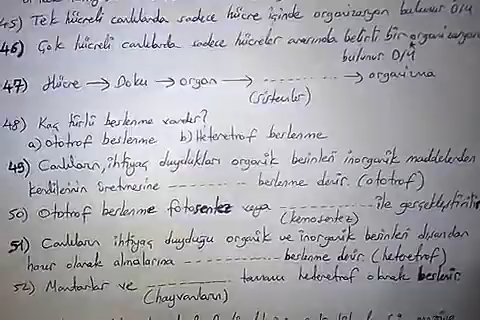 45) Tek hücreli canlılarda sadece hücre içinde organizasyon bulunur D/Y
46) Çok hücreli canlılarda sadece hücreler arasında belirli bir organizasyon
bulunur D/Y
47) Hücre → Doku → organ → ---------- → organizma
(sistemler)
48) Kaç türlü beslenme vardır?
a) ototrof beslenme b) Heteretrof beslenme
49) Canlıların, ihtiyaç duydukları organik besinleri inorganik maddelerden
kendilerinin üretmesine ---------- beslenme denir. (ototrof)
50) Ototrof beslenme fotosentez veya ---------- ile gerçekleştirilir
(kemosentez)
51) Canlıların ihtiyaç duyduğu organik ve inorganik besinleri dışarıdan
hazır olarak almalarına ---------- beslenme denir (heteretrof)
52) Mantarlar ve ---------- tamamı heteretrof olarak beslenir.
(hayvanların)